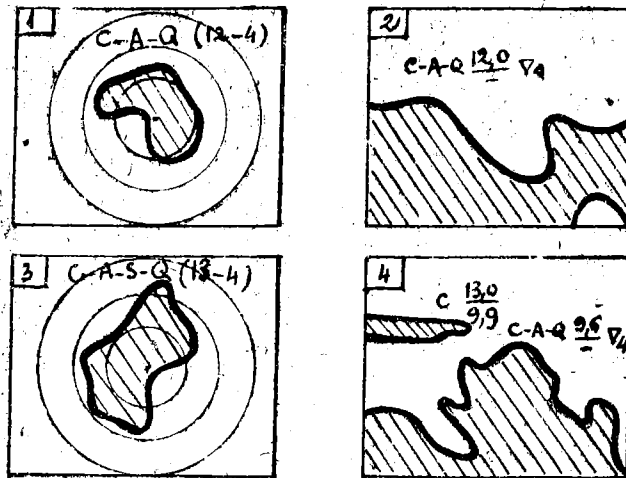 1
C-A-Q (12-4)
2
C-A-Q 12,0/– ∇4
3
C-A-S-Q (13-4)
4
C 13,0/9,9
C-A-Q 9,6/– ∇4